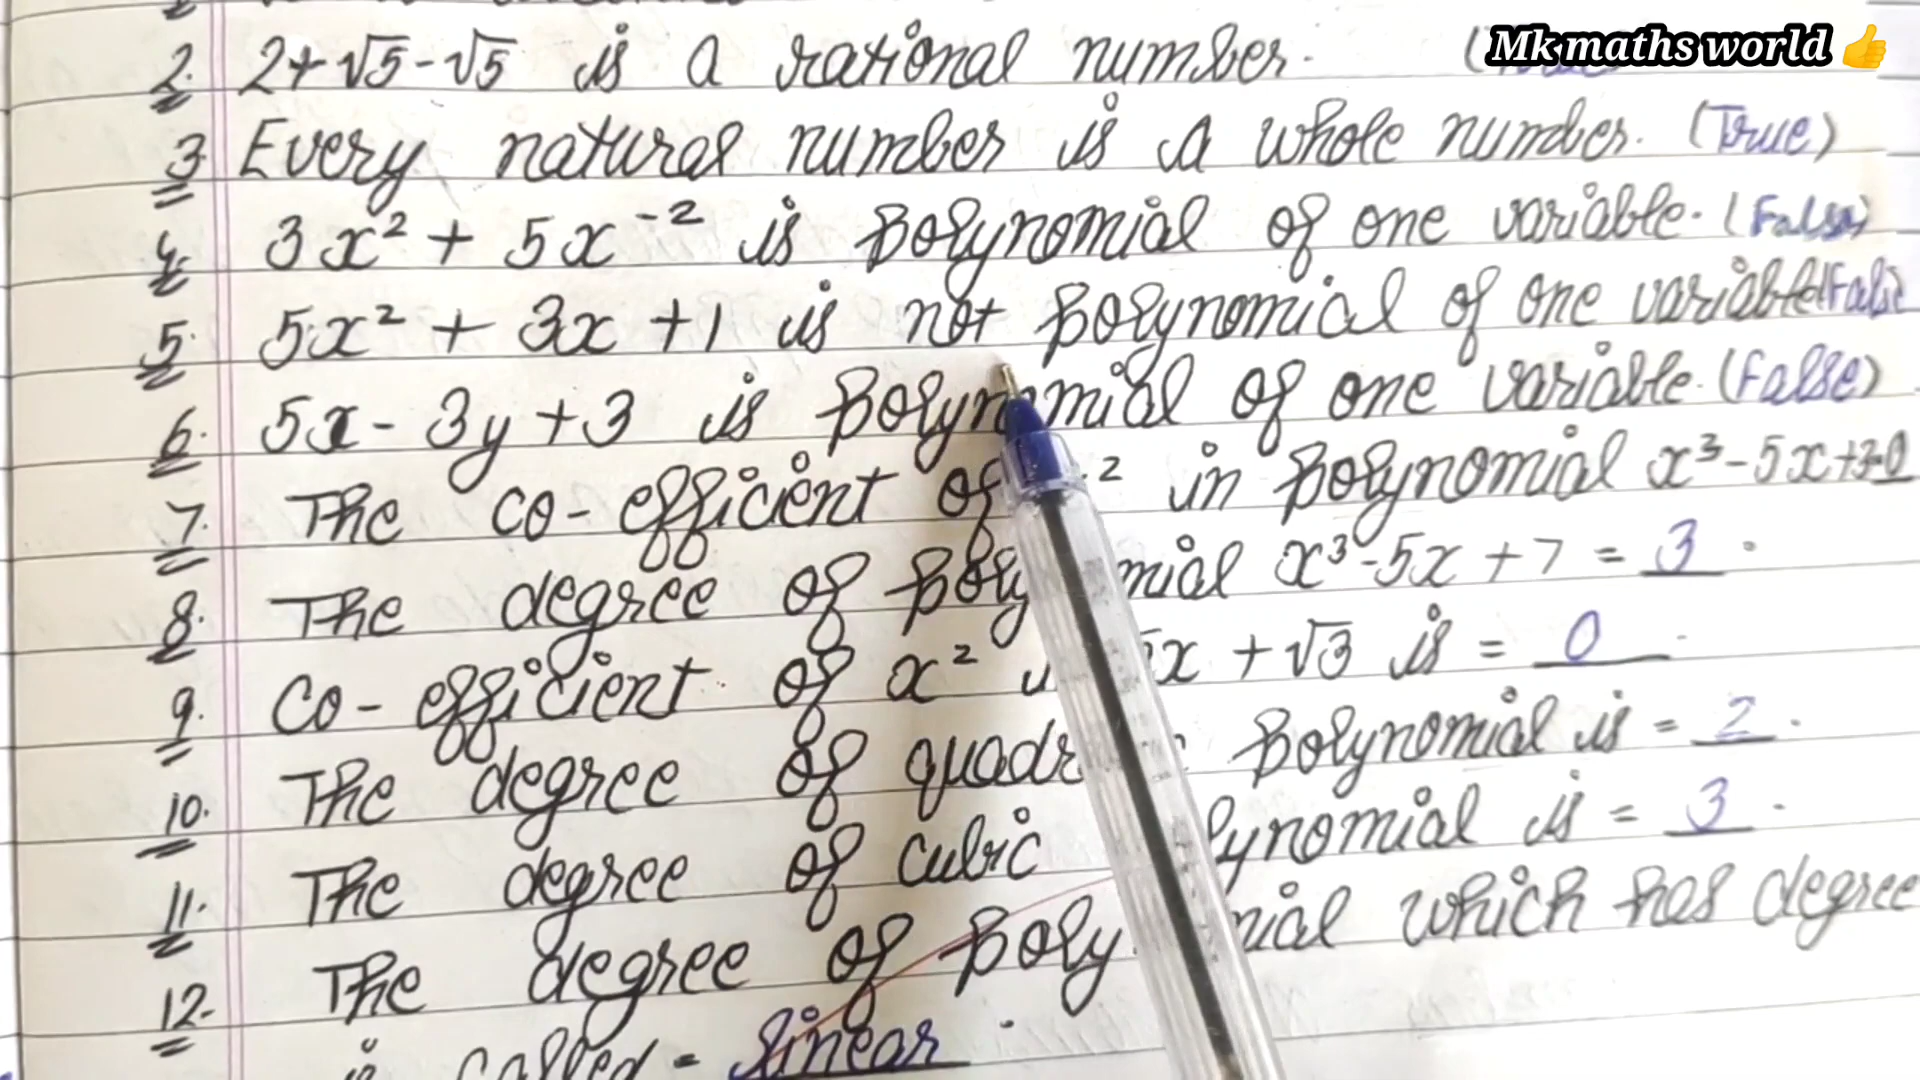 Mk maths world 👍
2. 2+√5-√5 is a rational number.
3. Every natural number is a whole number. (True)
4. 3x² + 5x⁻² is Polynomial of one variable. (False)
5. 5x² + 3x + 1 is not Polynomial of one variable (False
6. 5x - 3y + 3 is Polynomial of one variable. (False)
7. The co-efficient of ² in Polynomial x³-5x+3=0
8. The degree of Polynomial x³-5x+7 = 3.
9. Co-efficient of x² x + √3 is = 0.
10. The degree of quadr Polynomial is = 2.
11. The degree of cubic Polynomial is = 3.
12. The degree of Polynomial which has degree
is called = linear.